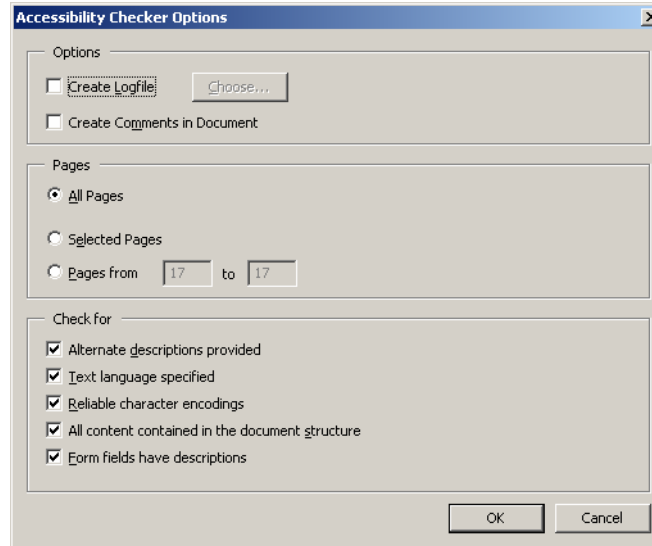 Accessibility Checker Options
Options
Create Logfile Choose...
Create Comments in Document
Pages
All Pages
Selected Pages
Pages from 17 to 17
Check for
Alternate descriptions provided
Text language specified
Reliable character encodings
All content contained in the document structure
Form fields have descriptions
OK Cancel